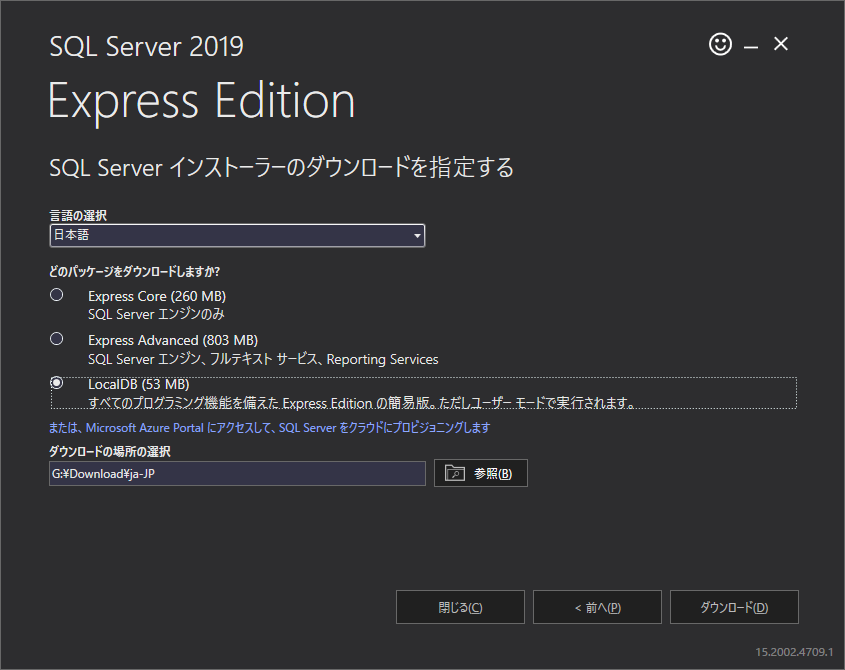 SQL Server 2019
Express Edition
SQL Server インストーラーのダウンロードを指定する
言語の選択
日本語
どのパッケージをダウンロードしますか?
Express Core (260 MB)
SQL Server エンジンのみ
Express Advanced (803 MB)
SQL Server エンジン、フルテキスト サービス、Reporting Services
LocalDB (53 MB)
すべてのプログラミング機能を備えた Express Edition の簡易版。ただしユーザー モードで実行されます。
または、Microsoft Azure Portal にアクセスして、SQL Server をクラウドにプロビジョニングします
ダウンロードの場所の選択
G:¥Download¥ja-JP
参照(B)
閉じる(C)
< 前へ(P)
ダウンロード(D)
15.2002.4709.1